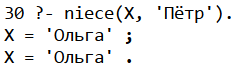 30 ?- niece(X, 'Пётр').
X = 'Ольга' ;
X = 'Ольга' .